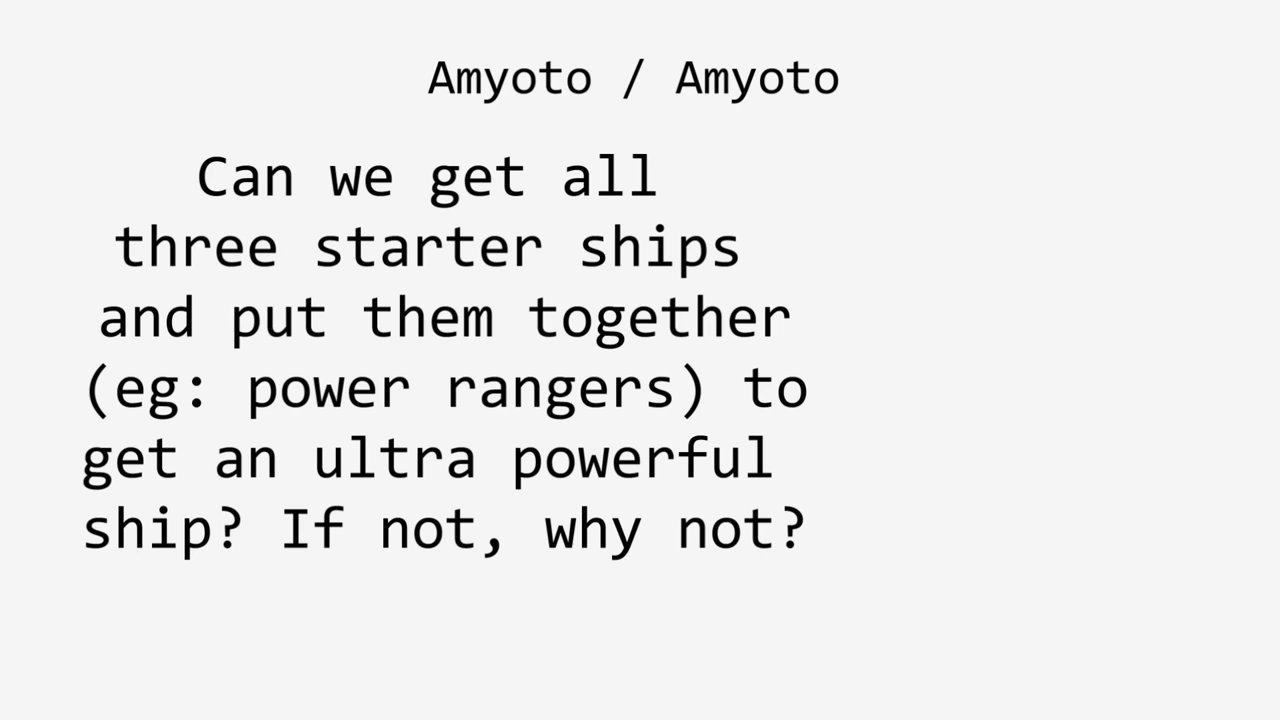 Amyoto / Amyoto
Can we get all
three starter ships
and put them together
(eg: power rangers) to
get an ultra powerful
ship? If not, why not?